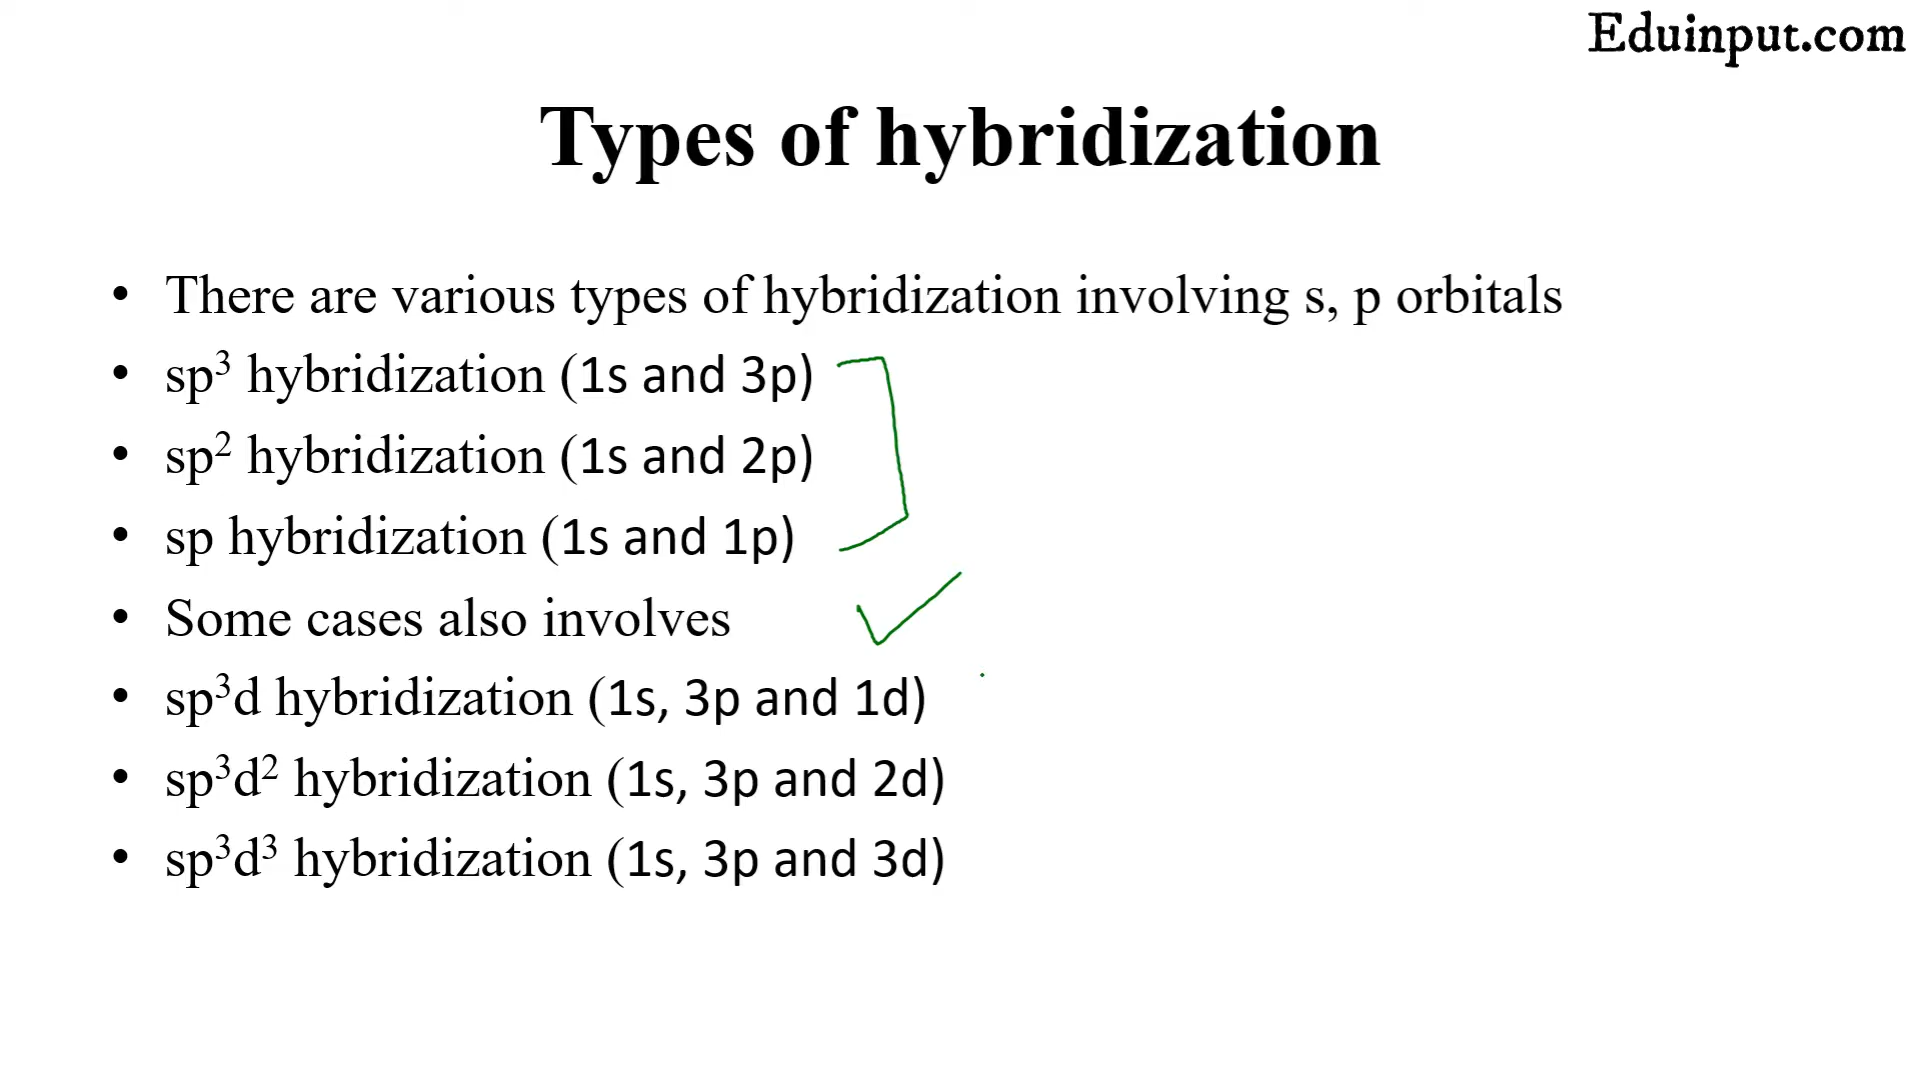 Eduinput.com
Types of hybridization
• There are various types of hybridization involving s, p orbitals
• sp³ hybridization (1s and 3p)
• sp² hybridization (1s and 2p)
• sp hybridization (1s and 1p)
• Some cases also involves
• sp³d hybridization (1s, 3p and 1d)
• sp³d² hybridization (1s, 3p and 2d)
• sp³d³ hybridization (1s, 3p and 3d)